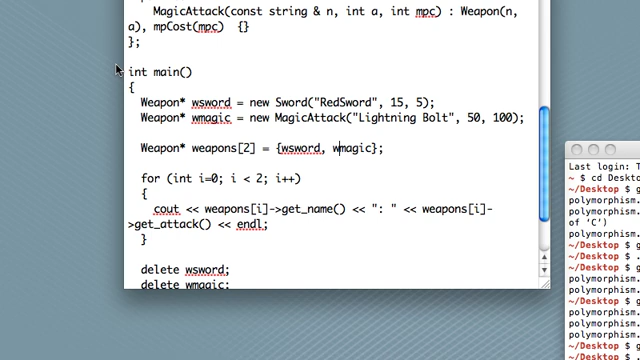 MagicAttack(const string & n, int a, int mpc) : Weapon(n,
a), mpCost(mpc)  {}
};
int main()
{
Weapon* wsword = new Sword("RedSword", 15, 5);
Weapon* wmagic = new MagicAttack("Lightning Bolt", 50, 100);
Weapon* weapons[2] = {wsword, wmagic};
for (int i=0; i < 2; i++)
{
cout << weapons[i]->get_name() << ": " << weapons[i]-
>get_attack() << endl;
}
delete wsword;
delete wmagic;
Last login: T
~ $ cd Desktop
~/Desktop $ g
polymorphism.
polymorphism.
of 'C')
~/Desktop $ g
~/Desktop $ .
polymorphism.
polymorphism.
~/Desktop $ g
polymorphism.
polymorphism.
polymorphism.
~/Desktop $ g
~/Desktop $ .